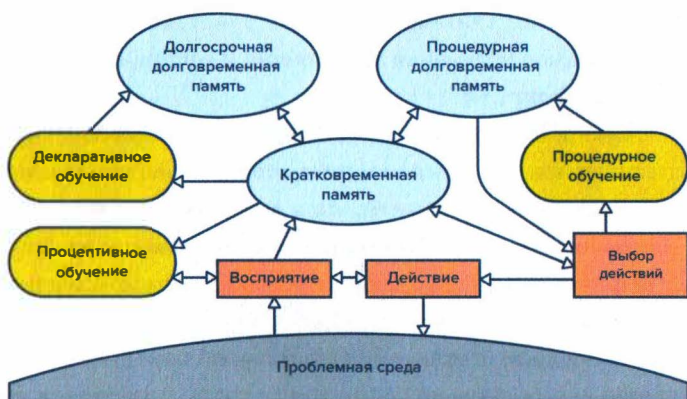 Долгосрочная
долговременная
память
Процедурная
долговременная
память
Декларативное
обучение
Кратковременная
память
Процедурное
обучение
Процептивное
обучение
Восприятие
Действие
Выбор
действий
Проблемная среда